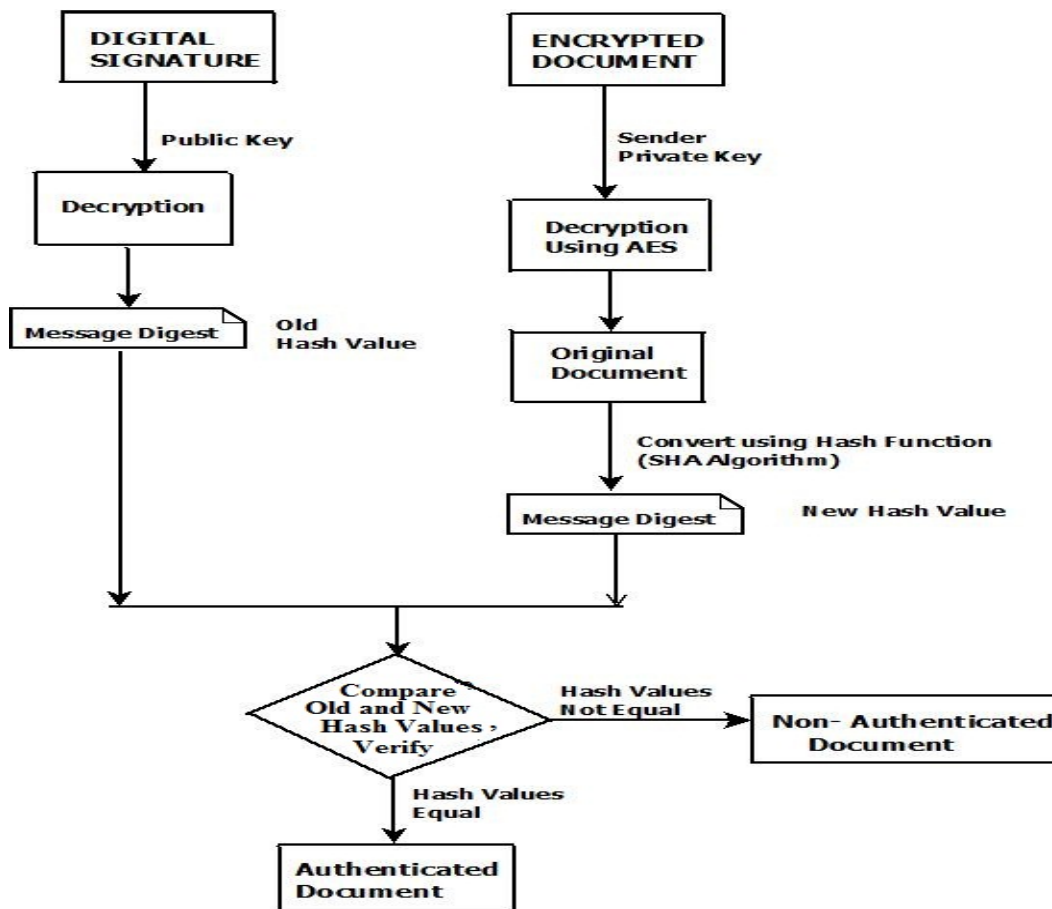 DIGITAL
SIGNATURE
ENCRYPTED
DOCUMENT
Public Key
Sender
Private Key
Decryption
Decryption
Using AES
Message Digest
Old
Hash Value
Original
Document
Convert using Hash Function
(SHA Algorithm)
Message Digest
New Hash Value
Compare
Old and New
Hash Values ,
Verify
Hash Values
Not Equal
Non- Authenticated
Document
Hash Values
Equal
Authenticated
Document